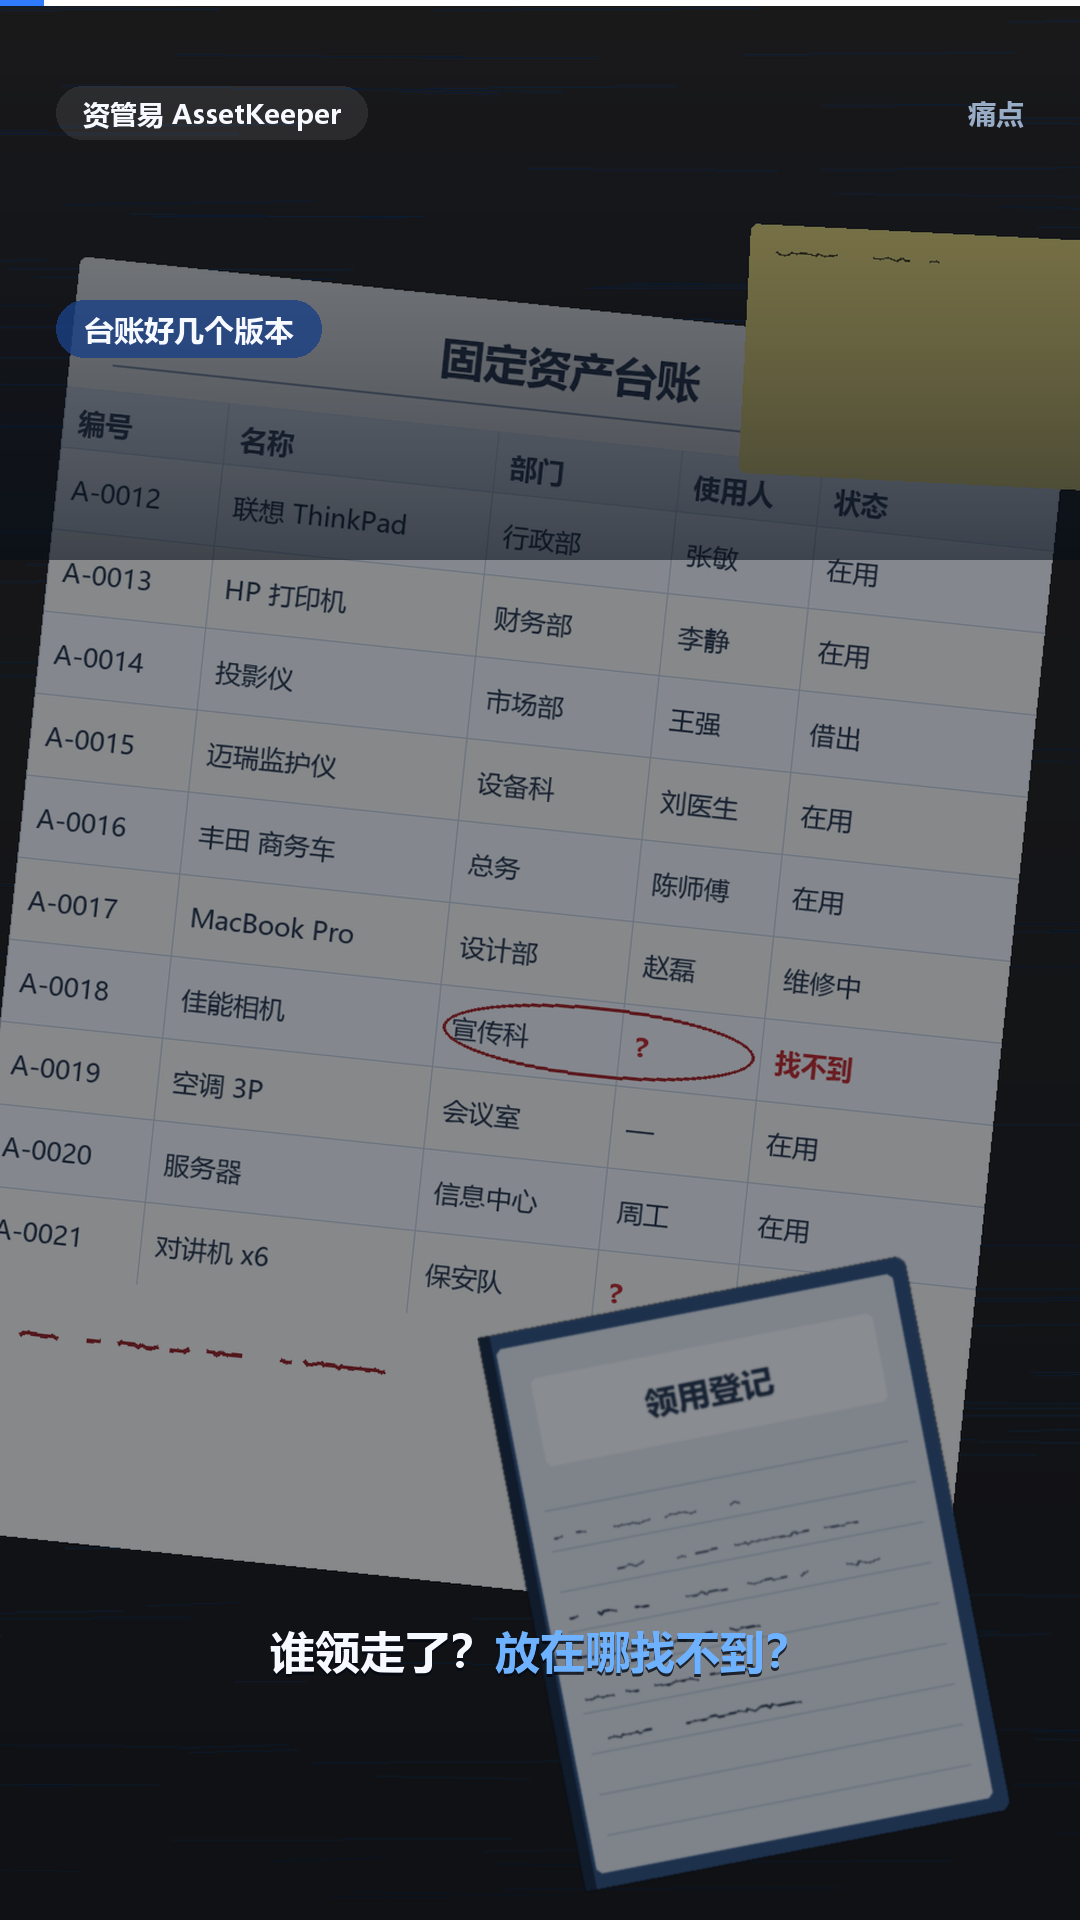 资管易 AssetKeeper
痛点
台账好几个版本
固定资产台账
编号 名称 部门 使用人 状态
A-0012 联想 ThinkPad 行政部 张敏 在用
A-0013 HP 打印机 财务部 李静 在用
A-0014 投影仪 市场部 王强 借出
A-0015 迈瑞监护仪 设备科 刘医生 在用
A-0016 丰田 商务车 总务 陈师傅 在用
A-0017 MacBook Pro 设计部 赵磊 维修中
A-0018 佳能相机 宣传科 ? 找不到
A-0019 空调 3P 会议室 — 在用
A-0020 服务器 信息中心 周工 在用
A-0021 对讲机 x6 保安队 ?
领用登记
谁领走了？放在哪找不到？